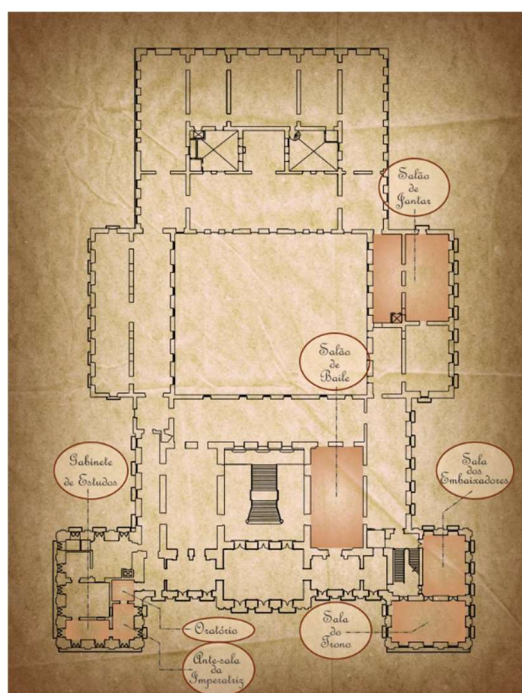 Salão
de
Jantar
Salão
de
Baile
Gabinete
de Estudos
Sala
dos
Embaixadores
Oratório
Sala
do
Trono
Ante-sala
da
Imperatriz